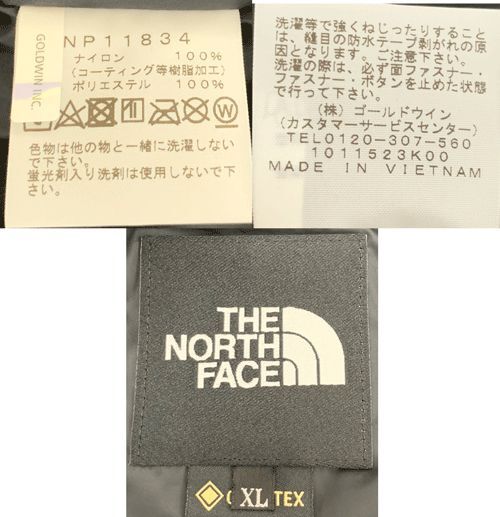 GOLDWIN INC.
NP11834
ナイロン 100%
(コーティング等樹脂加工)
ポリエステル 100%
W
色物は他の物と一緒に洗濯しない
で下さい。
蛍光剤入り洗剤は使用しないで下
さい。
洗濯等で強くねじったりすること
は、縫目の防水テープ剥がれの原
因となります。ご注意下さい。
洗濯の際は、必ず面ファスナー・
ファスナー・ボタンを止めた状態
で行って下さい。
(株) ゴールドウイン
(カスタマーサービスセンター)
TEL0120-307-560
1011523K00
MADE IN VIETNAM
THE
NORTH
FACE
XL TEX